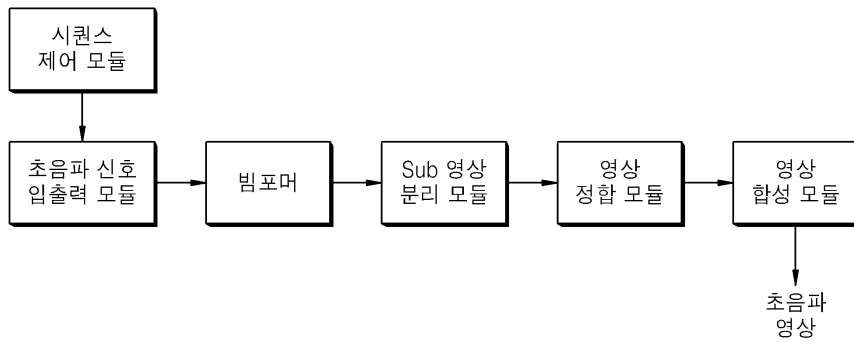 시퀀스
제어 모듈
초음파 신호
입출력 모듈
빔포머
Sub 영상
분리 모듈
영상
정합 모듈
영상
합성 모듈
초음파
영상